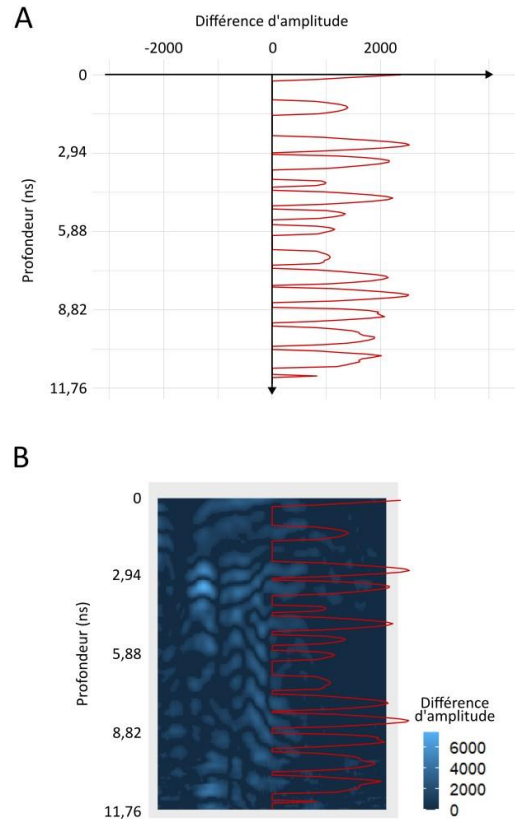 A
Différence d'amplitude
-2000 0 2000
0
2,94
5,88
8,82
11,76
Profondeur (ns)
B
0
2,94
5,88
8,82
11,76
Profondeur (ns)
Différence
d'amplitude
6000
4000
2000
0